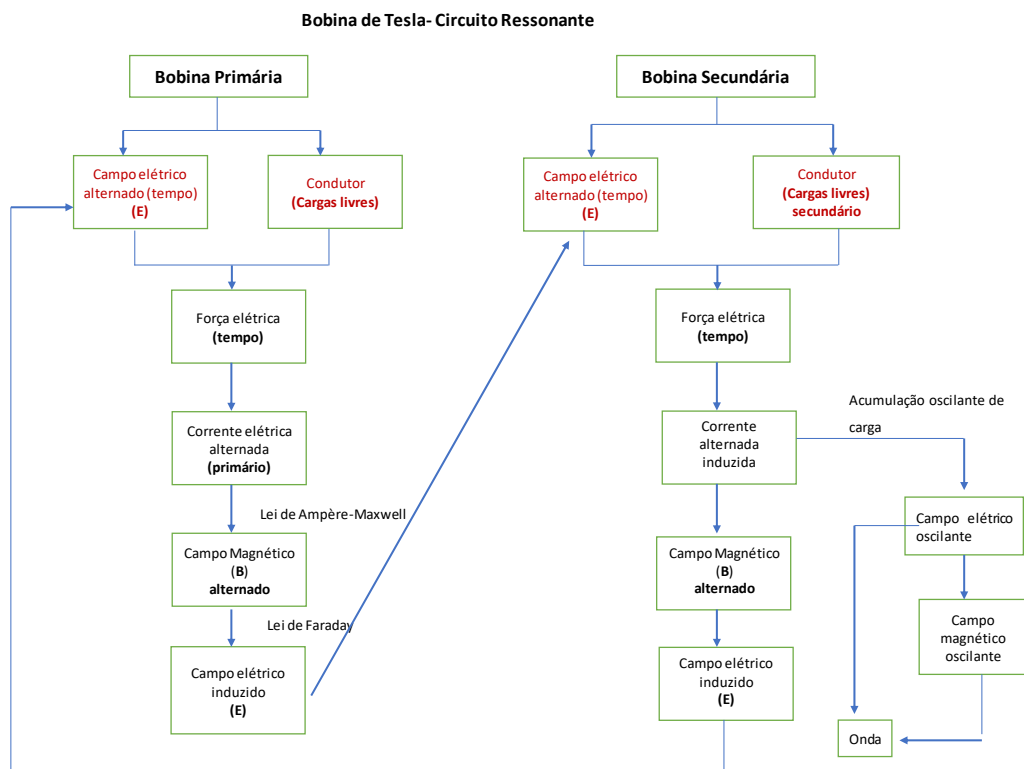 Bobina de Tesla- Circuito Ressonante
Bobina Primária
Campo elétrico
alternado (tempo)
(E)
Condutor
(Cargas livres)
Força elétrica
(tempo)
Corrente elétrica
alternada
(primário)
Lei de Ampère-Maxwell
Campo Magnético
(B)
alternado
Lei de Faraday
Campo elétrico
induzido
(E)
Bobina Secundária
Campo elétrico
alternado (tempo)
(E)
Condutor
(Cargas livres)
secundário
Força elétrica
(tempo)
Corrente
alternada
induzida
Acumulação oscilante de
carga
Campo Magnético
(B)
alternado
Campo elétrico
induzido
(E)
Campo elétrico
oscilante
Campo
magnético
oscilante
Onda